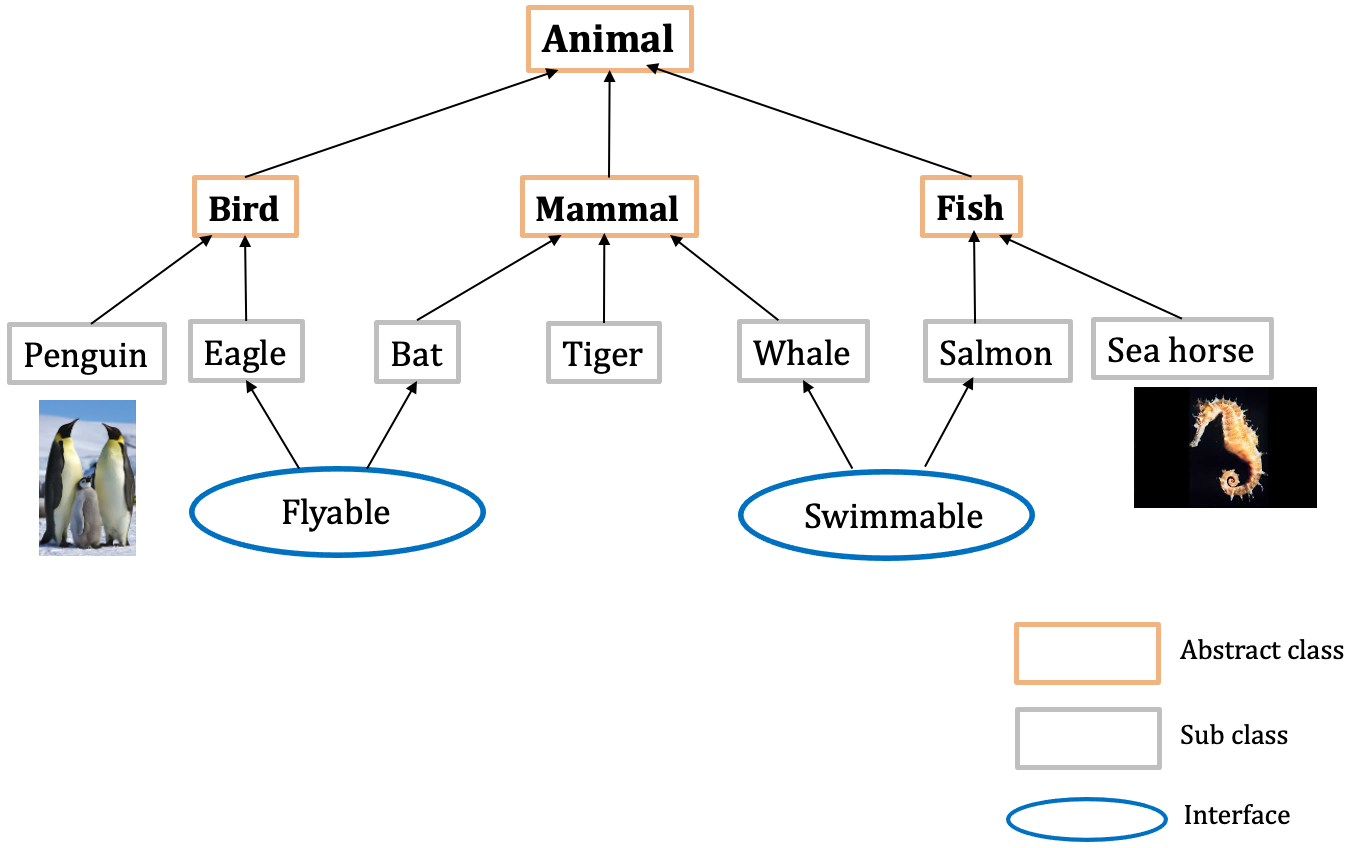 Animal
Bird
Mammal
Fish
Penguin
Eagle
Bat
Tiger
Whale
Salmon
Sea horse
Flyable
Swimmable
Abstract class
Sub class
Interface